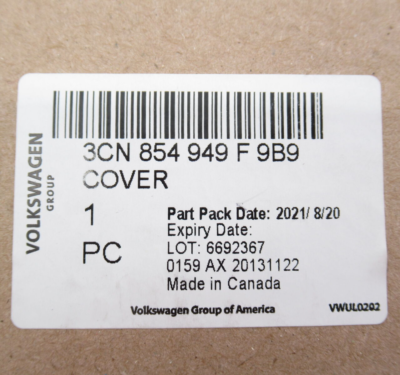 VOLKSWAGEN
GROUP
3CN 854 949 F 9B9
COVER
1
PC
Part Pack Date: 2021/ 8/20
Expiry Date:
LOT: 6692367
0159 AX 20131122
Made in Canada
Volkswagen Group of America
VWUL0202